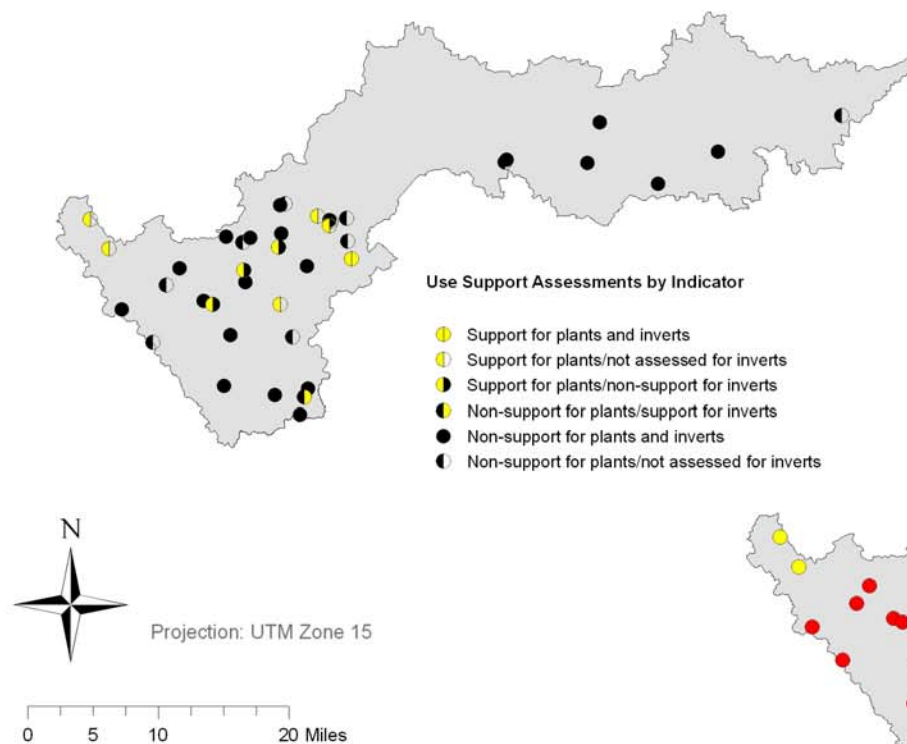 Use Support Assessments by Indicator
Support for plants and inverts
Support for plants/not assessed for inverts
Support for plants/non-support for inverts
Non-support for plants/support for inverts
Non-support for plants and inverts
Non-support for plants/not assessed for inverts
N
Projection: UTM Zone 15
0 5 10 20 Miles